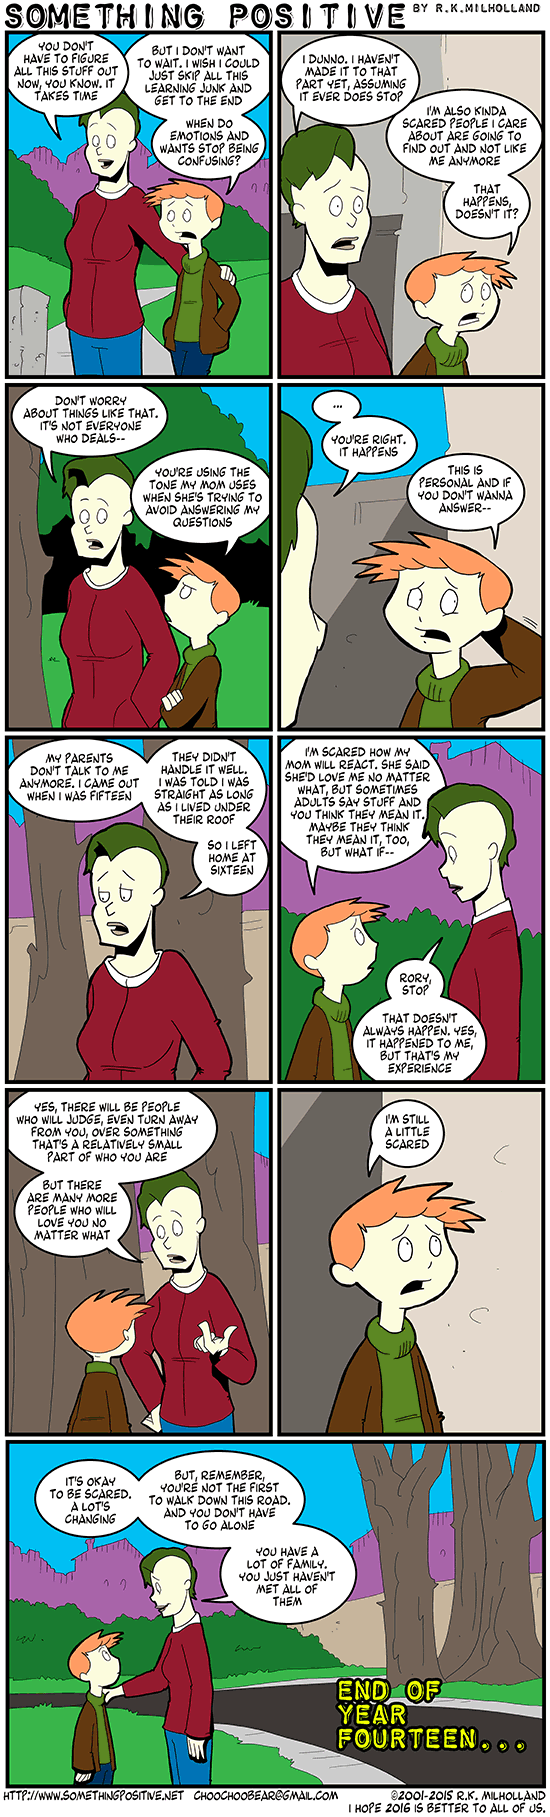 SOMETHING POSITIVE BY R.K.MILHOLLAND
YOU DON'T
HAVE TO FIGURE
ALL THIS STUFF OUT
NOW, YOU KNOW. IT
TAKES TIME
BUT I DON'T WANT
TO WAIT. I WISH I COULD
JUST SKIP ALL THIS
LEARNING JUNK AND
GET TO THE END
WHEN DO
EMOTIONS AND
WANTS STOP BEING
CONFUSING?
I DUNNO. I HAVEN'T
MADE IT TO THAT
PART YET, ASSUMING
IT EVER DOES STOP
I'M ALSO KINDA
SCARED PEOPLE I CARE
ABOUT ARE GOING TO
FIND OUT AND NOT LIKE
ME ANYMORE
THAT
HAPPENS,
DOESN'T IT?
DON'T WORRY
ABOUT THINGS LIKE THAT.
IT'S NOT EVERYONE
WHO DEALS--
YOU'RE USING THE
TONE MY MOM USES
WHEN SHE'S TRYING TO
AVOID ANSWERING MY
QUESTIONS
...
YOU'RE RIGHT.
IT HAPPENS
THIS IS
PERSONAL AND IF
YOU DON'T WANNA
ANSWER--
MY PARENTS
DON'T TALK TO ME
ANYMORE. I CAME OUT
WHEN I WAS FIFTEEN
THEY DIDN'T
HANDLE IT WELL.
I WAS TOLD I WAS
STRAIGHT AS LONG
AS I LIVED UNDER
THEIR ROOF
SO I LEFT
HOME AT
SIXTEEN
I'M SCARED HOW MY
MOM WILL REACT. SHE SAID
SHE'D LOVE ME NO MATTER
WHAT, BUT SOMETIMES
ADULTS SAY STUFF AND
YOU THINK THEY MEAN IT.
MAYBE THEY THINK
THEY MEAN IT, TOO,
BUT WHAT IF--
RORY,
STOP
THAT DOESN'T
ALWAYS HAPPEN. YES,
IT HAPPENED TO ME,
BUT THAT'S MY
EXPERIENCE
YES, THERE WILL BE PEOPLE
WHO WILL JUDGE, EVEN TURN AWAY
FROM YOU, OVER SOMETHING
THAT'S A RELATIVELY SMALL
PART OF WHO YOU ARE
BUT THERE
ARE MANY MORE
PEOPLE WHO WILL
LOVE YOU NO
MATTER WHAT
I'M STILL
A LITTLE
SCARED
IT'S OKAY
TO BE SCARED.
A LOT'S
CHANGING
BUT, REMEMBER,
YOU'RE NOT THE FIRST
TO WALK DOWN THIS ROAD.
AND YOU DON'T HAVE
TO GO ALONE
YOU HAVE A
LOT OF FAMILY.
YOU JUST HAVEN'T
MET ALL OF
THEM
END OF
YEAR
FOURTEEN...
HTTP://WWW.SOMETHINGPOSITIVE.NET CHOOCHOOBEAR@GMAIL.COM ©2001-2015 R.K. MILHOLLAND
I HOPE 2016 IS BETTER TO ALL OF US.